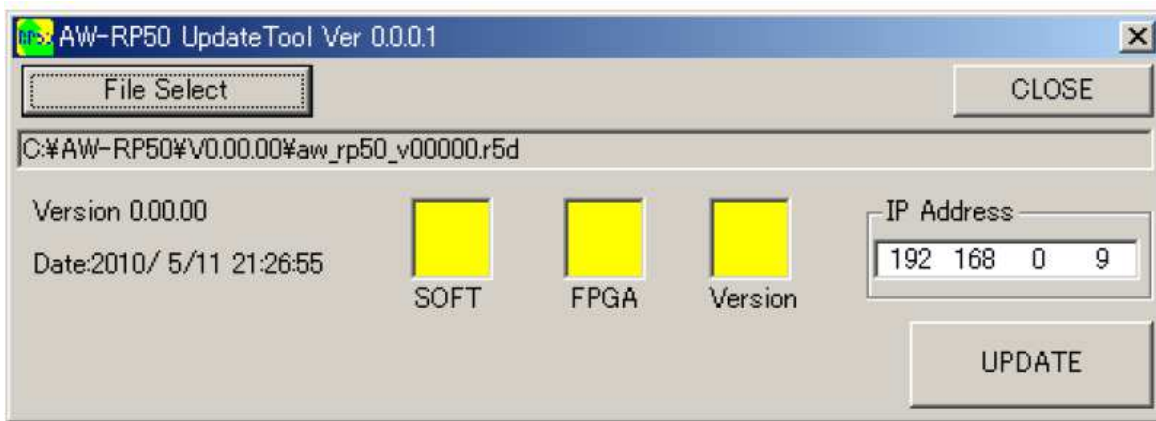 AW-RP50 UpdateTool Ver 0.0.0.1
File Select
CLOSE
C:¥AW-RP50¥V0.00.00¥aw_rp50_v00000.r5d
Version 0.00.00
IP Address
192 168 0 9
Date:2010/ 5/11 21:26:55
SOFT
FPGA
Version
UPDATE